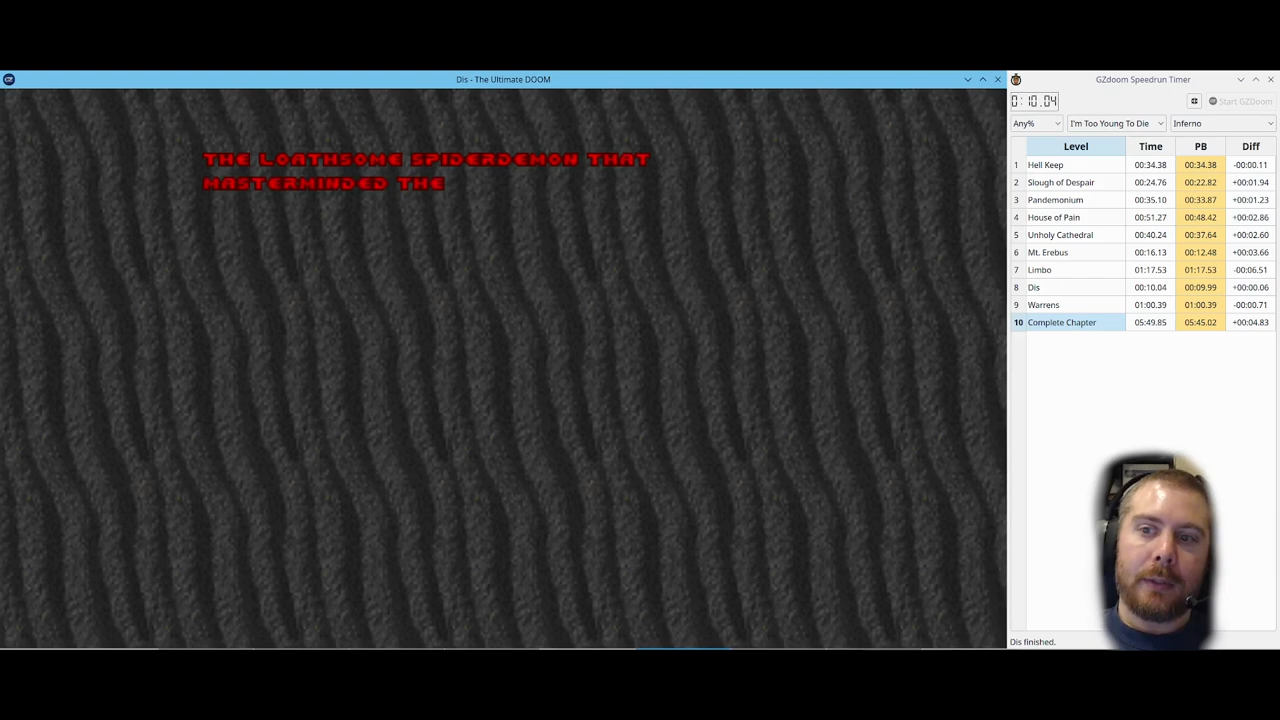 Dis - The Ultimate DOOM
THE LOATHSOME SPIDERDEMON THAT
MASTERMINDED THE
GZdoom Speedrun Timer
0:10.04
Start GZDoom
Any% I'm Too Young To Die Inferno
Level Time PB Diff
1 Hell Keep 00:34.38 00:34.38 -00:00.11
2 Slough of Despair 00:24.76 00:22.82 +00:01.94
3 Pandemonium 00:35.10 00:33.87 +00:01.23
4 House of Pain 00:51.27 00:48.42 +00:02.86
5 Unholy Cathedral 00:40.24 00:37.64 +00:02.60
6 Mt. Erebus 00:16.13 00:12.48 +00:03.66
7 Limbo 01:17.53 01:17.53 -00:06.51
8 Dis 00:10.04 00:09.99 +00:00.06
9 Warrens 01:00.39 01:00.39 -00:00.71
10 Complete Chapter 05:49.85 05:45.02 +00:04.83
Dis finished.